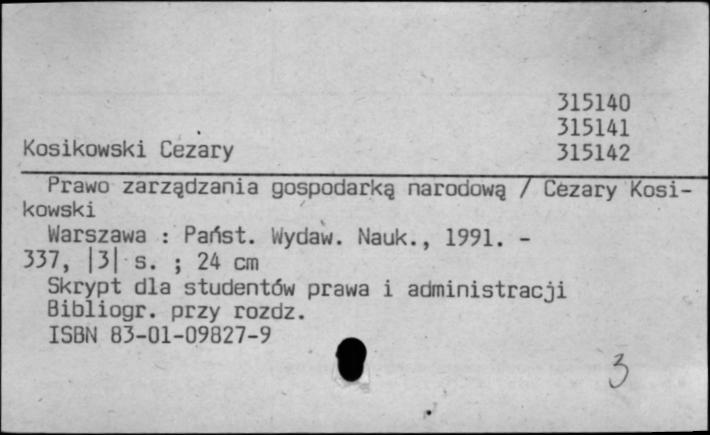 315140
315141
Kosikowski Cezary 315142
Prawo zarządzania gospodarką narodową / Cezary Kosi-
kowski
Warszawa : Państ. Wydaw. Nauk., 1991. -
337, |3| s. ; 24 cm
Skrypt dla studentów prawa i administracji
Bibliogr. przy rozdz.
ISBN 83-01-09827-9
3